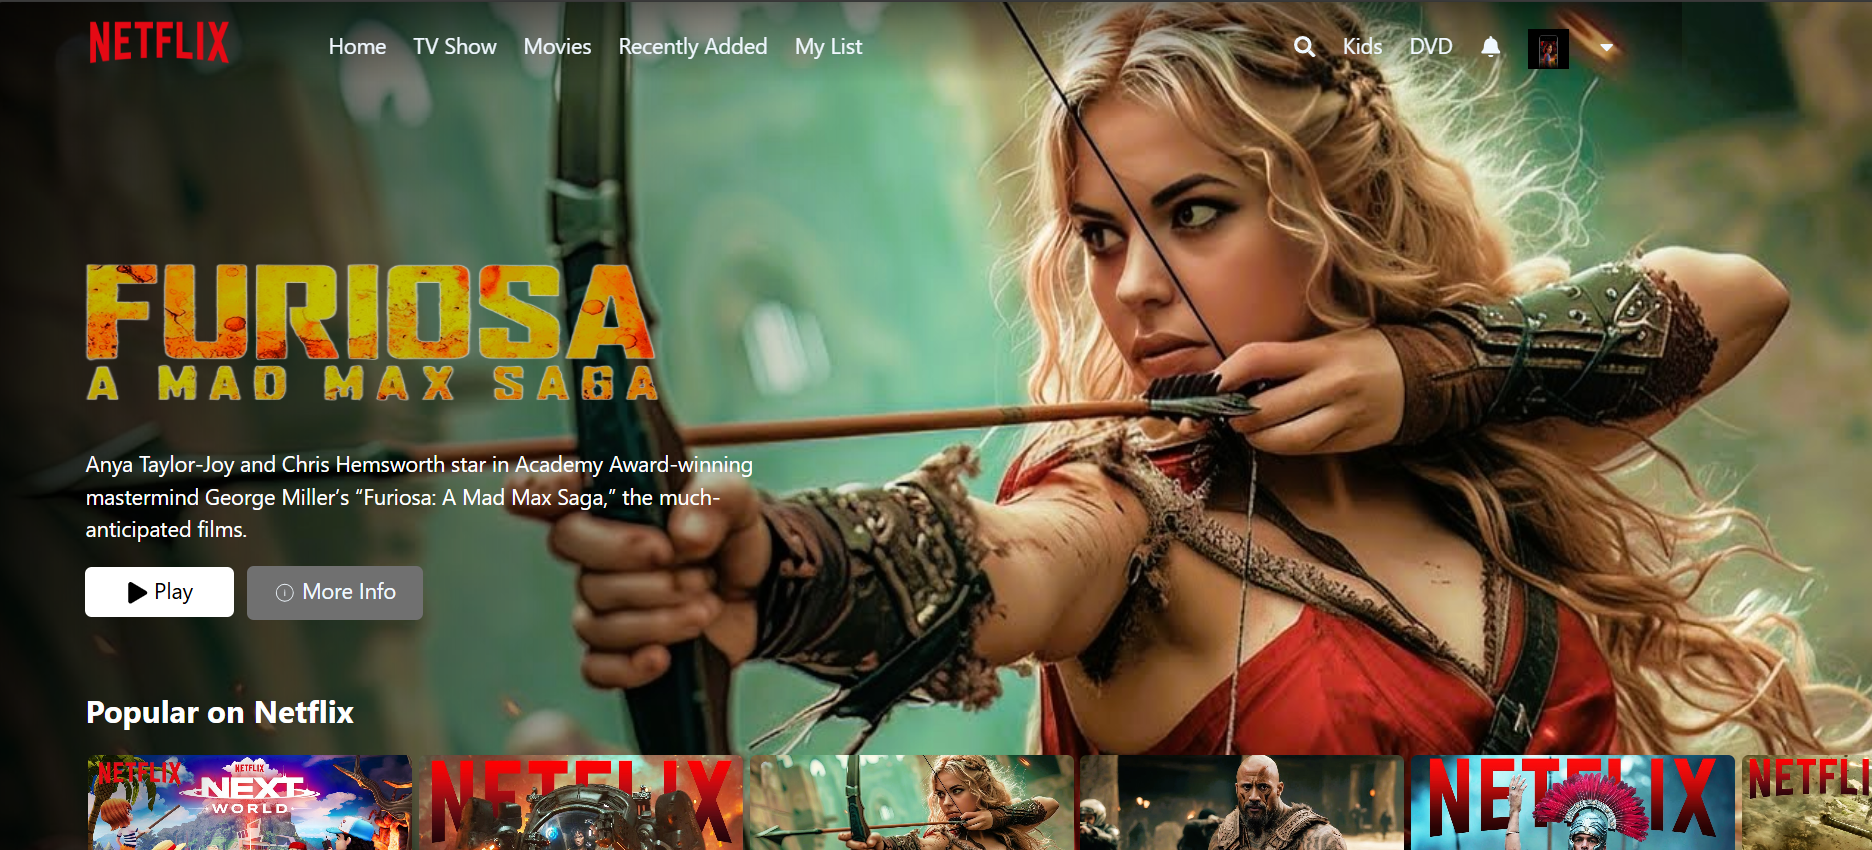 NETFLIX
Home
TV Show
Movies
Recently Added
My List
Kids
DVD
FURIOSA
A MAD MAX SAGA
Anya Taylor-Joy and Chris Hemsworth star in Academy Award-winning
mastermind George Miller’s “Furiosa: A Mad Max Saga,” the much-
anticipated films.
Play
More Info
Popular on Netflix
NETFLIX
NETFLIX
NEXT
WORLD
NETFLIX
NETFLIX
NETFLI